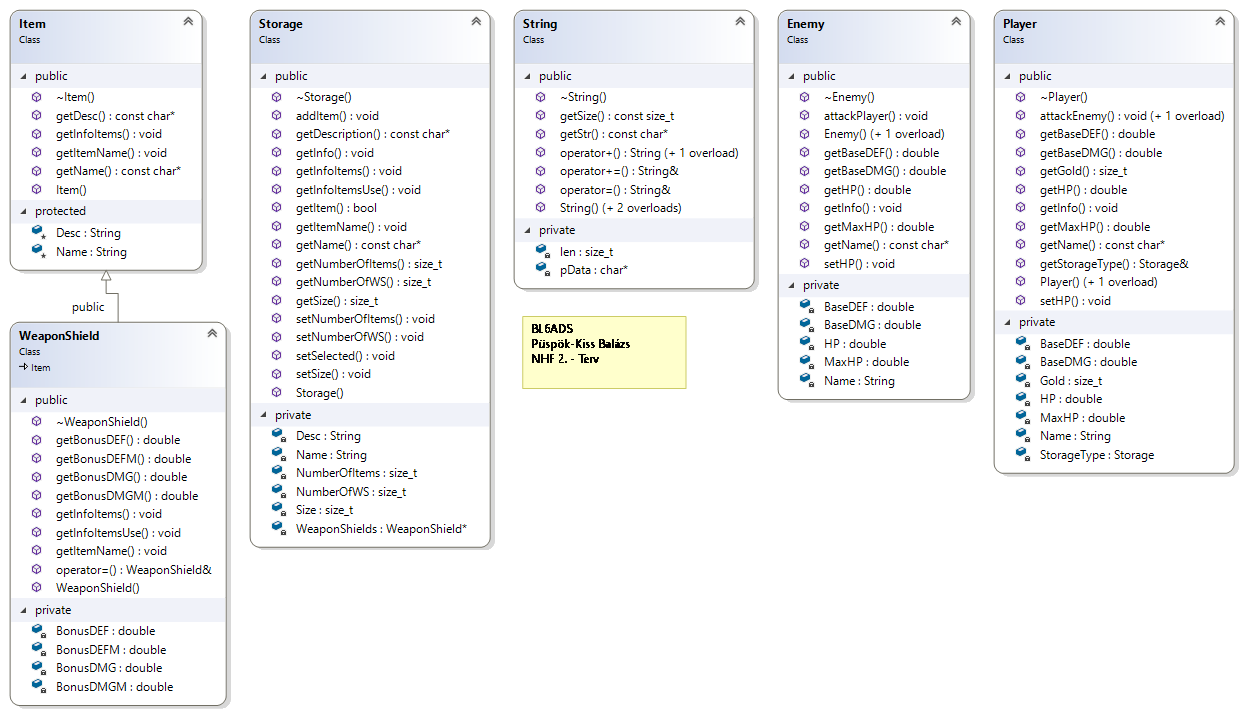 Item
Class
public
~Item()
getDesc() : const char*
getInfoItems() : void
getItemName() : void
getName() : const char*
Item()
protected
Desc : String
Name : String
public
WeaponShield
Class
Item
public
~WeaponShield()
getBonusDEF() : double
getBonusDEFM() : double
getBonusDMG() : double
getBonusDMGM() : double
getInfoItems() : void
getInfoItemsUse() : void
getItemName() : void
operator=() : WeaponShield&
WeaponShield()
private
BonusDEF : double
BonusDEFM : double
BonusDMG : double
BonusDMGM : double
Storage
Class
public
~Storage()
addItem() : void
getDescription() : const char*
getInfo() : void
getInfoItems() : void
getInfoItemsUse() : void
getItem() : bool
getItemName() : void
getName() : const char*
getNumberOfItems() : size_t
getNumberOfWS() : size_t
getSize() : size_t
setNumberOfItems() : void
setNumberOfWS() : void
setSelected() : void
setSize() : void
Storage()
private
Desc : String
Name : String
NumberOfItems : size_t
NumberOfWS : size_t
Size : size_t
WeaponShields : WeaponShield*
String
Class
public
~String()
getSize() : const size_t
getStr() : const char*
operator+() : String (+ 1 overload)
operator+=() : String&
operator=() : String&
String() (+ 2 overloads)
private
len : size_t
pData : char*
BL6ADS
Püspök-Kiss Balázs
NHF 2. - Terv
Enemy
Class
public
~Enemy()
attackPlayer() : void
Enemy() (+ 1 overload)
getBaseDEF() : double
getBaseDMG() : double
getHP() : double
getInfo() : void
getMaxHP() : double
getName() : const char*
setHP() : void
private
BaseDEF : double
BaseDMG : double
HP : double
MaxHP : double
Name : String
Player
Class
public
~Player()
attackEnemy() : void (+ 1 overload)
getBaseDEF() : double
getBaseDMG() : double
getGold() : size_t
getHP() : double
getInfo() : void
getMaxHP() : double
getName() : const char*
getStorageType() : Storage&
Player() (+ 1 overload)
setHP() : void
private
BaseDEF : double
BaseDMG : double
Gold : size_t
HP : double
MaxHP : double
Name : String
StorageType : Storage